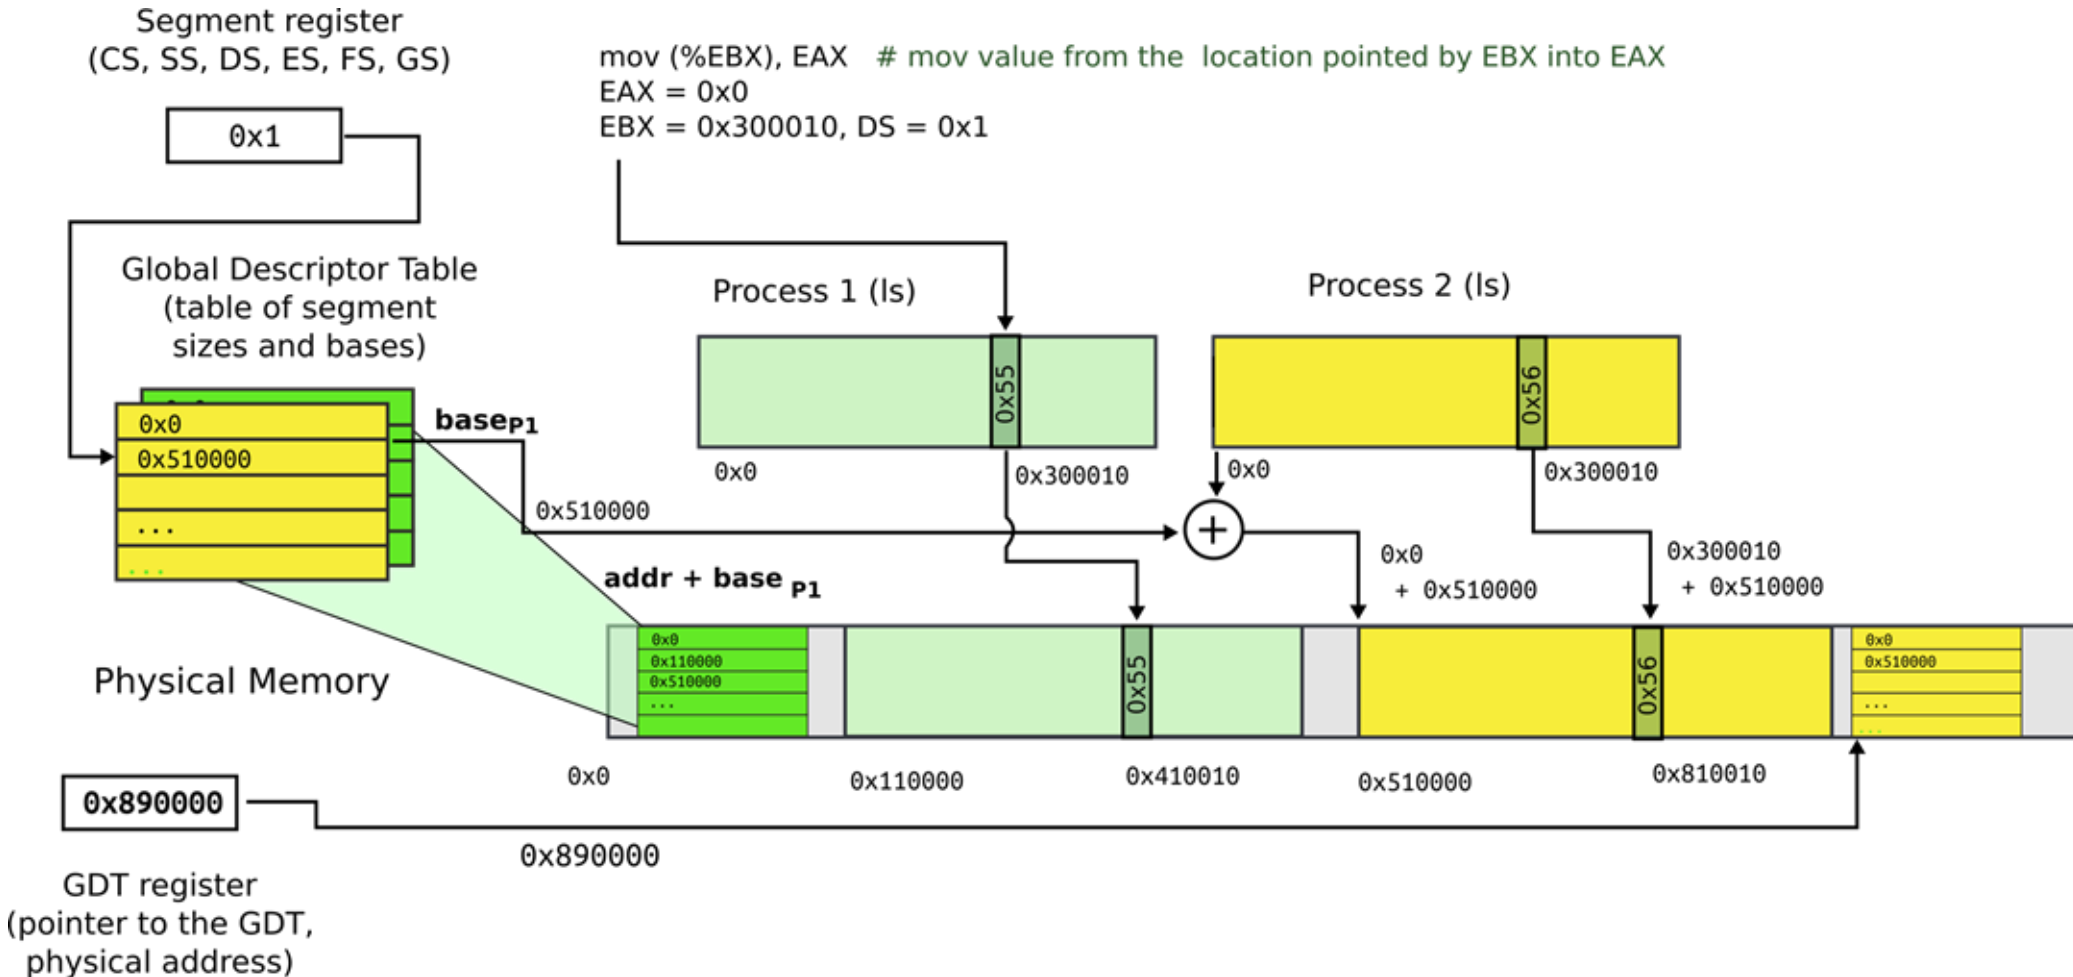 Segment register
(CS, SS, DS, ES, FS, GS)
0x1
mov (%EBX), EAX # mov value from the location pointed by EBX into EAX
EAX = 0x0
EBX = 0x300010, DS = 0x1
Global Descriptor Table
(table of segment
sizes and bases)
0x0
0x510000
...
...
base P1
0x510000
Process 1 (ls)
0x55
0x0
0x300010
Process 2 (ls)
0x56
0x0
0x300010
+
0x0
+ 0x510000
0x300010
+ 0x510000
addr + base P1
Physical Memory
0x0
0x110000
0x510000
...
0x55
0x56
0x0
0x510000
...
...
0x0
0x110000
0x410010
0x510000
0x810010
0x890000
0x890000
GDT register
(pointer to the GDT,
physical address)